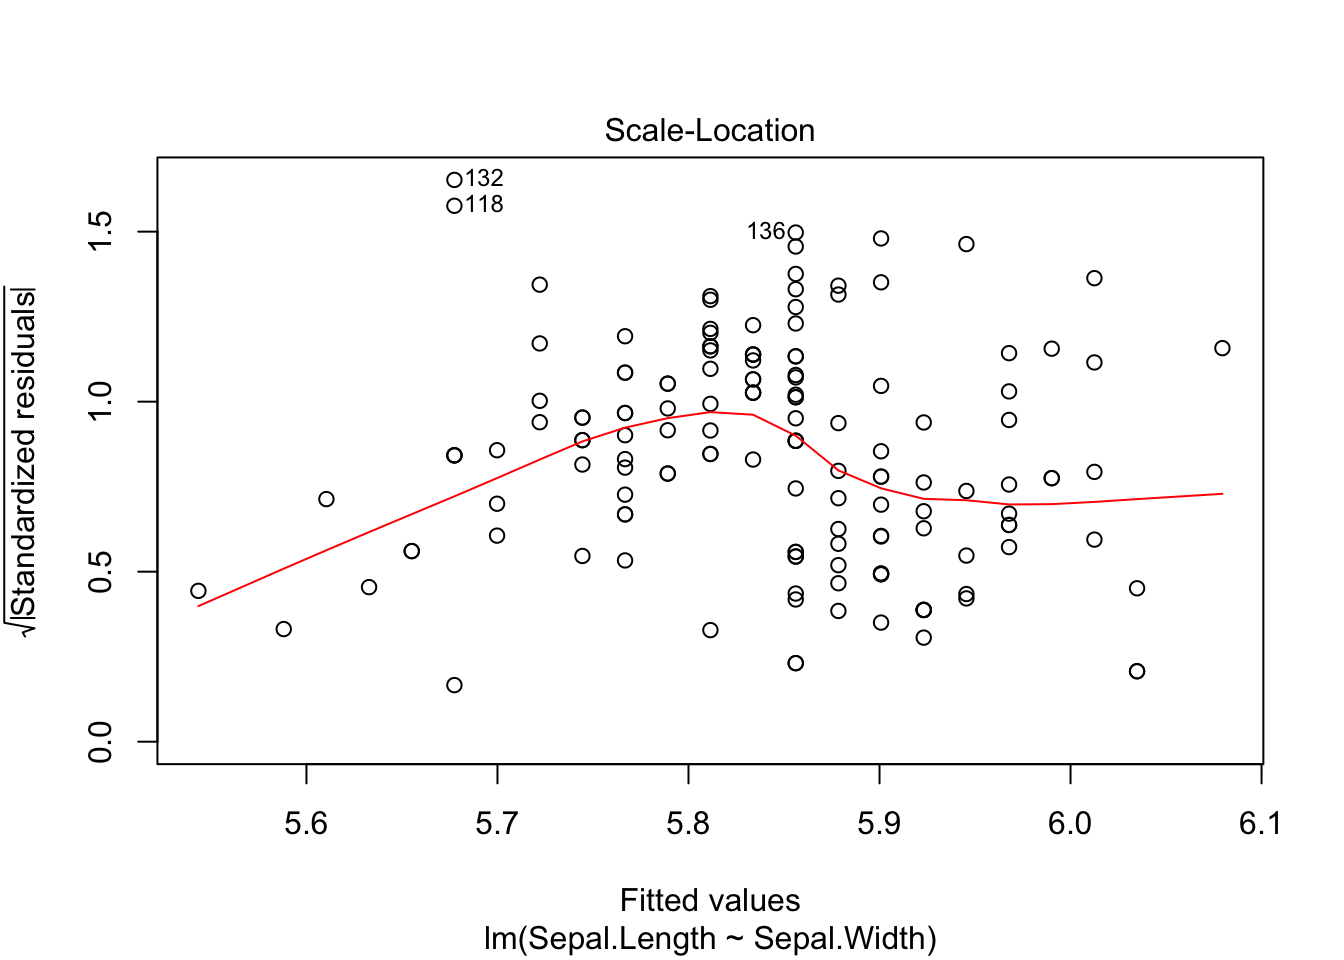 Scale-Location
√|Standardized residuals|
1.5
1.0
0.5
0.0
132
118
136
5.6 5.7 5.8 5.9 6.0 6.1
Fitted values
lm(Sepal.Length ~ Sepal.Width)